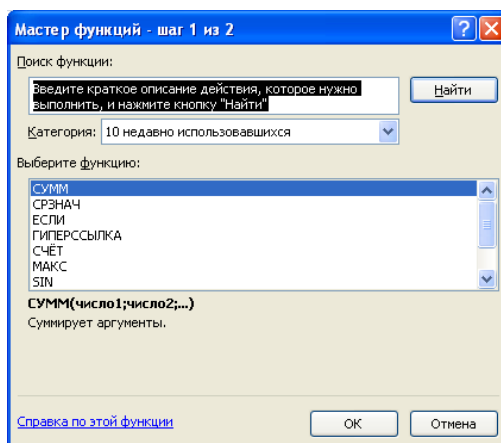 Мастер функций - шаг 1 из 2
Поиск функции:
Введите краткое описание действия, которое нужно
выполнить, и нажмите кнопку "Найти"
Найти
Категория: 10 недавно использовавшихся
Выберите функцию:
СУММ
СРЗНАЧ
ЕСЛИ
ГИПЕРССЫЛКА
СЧЁТ
МАКС
SIN
СУММ(число1;число2;...)
Суммирует аргументы.
Справка по этой функции
ОК
Отмена